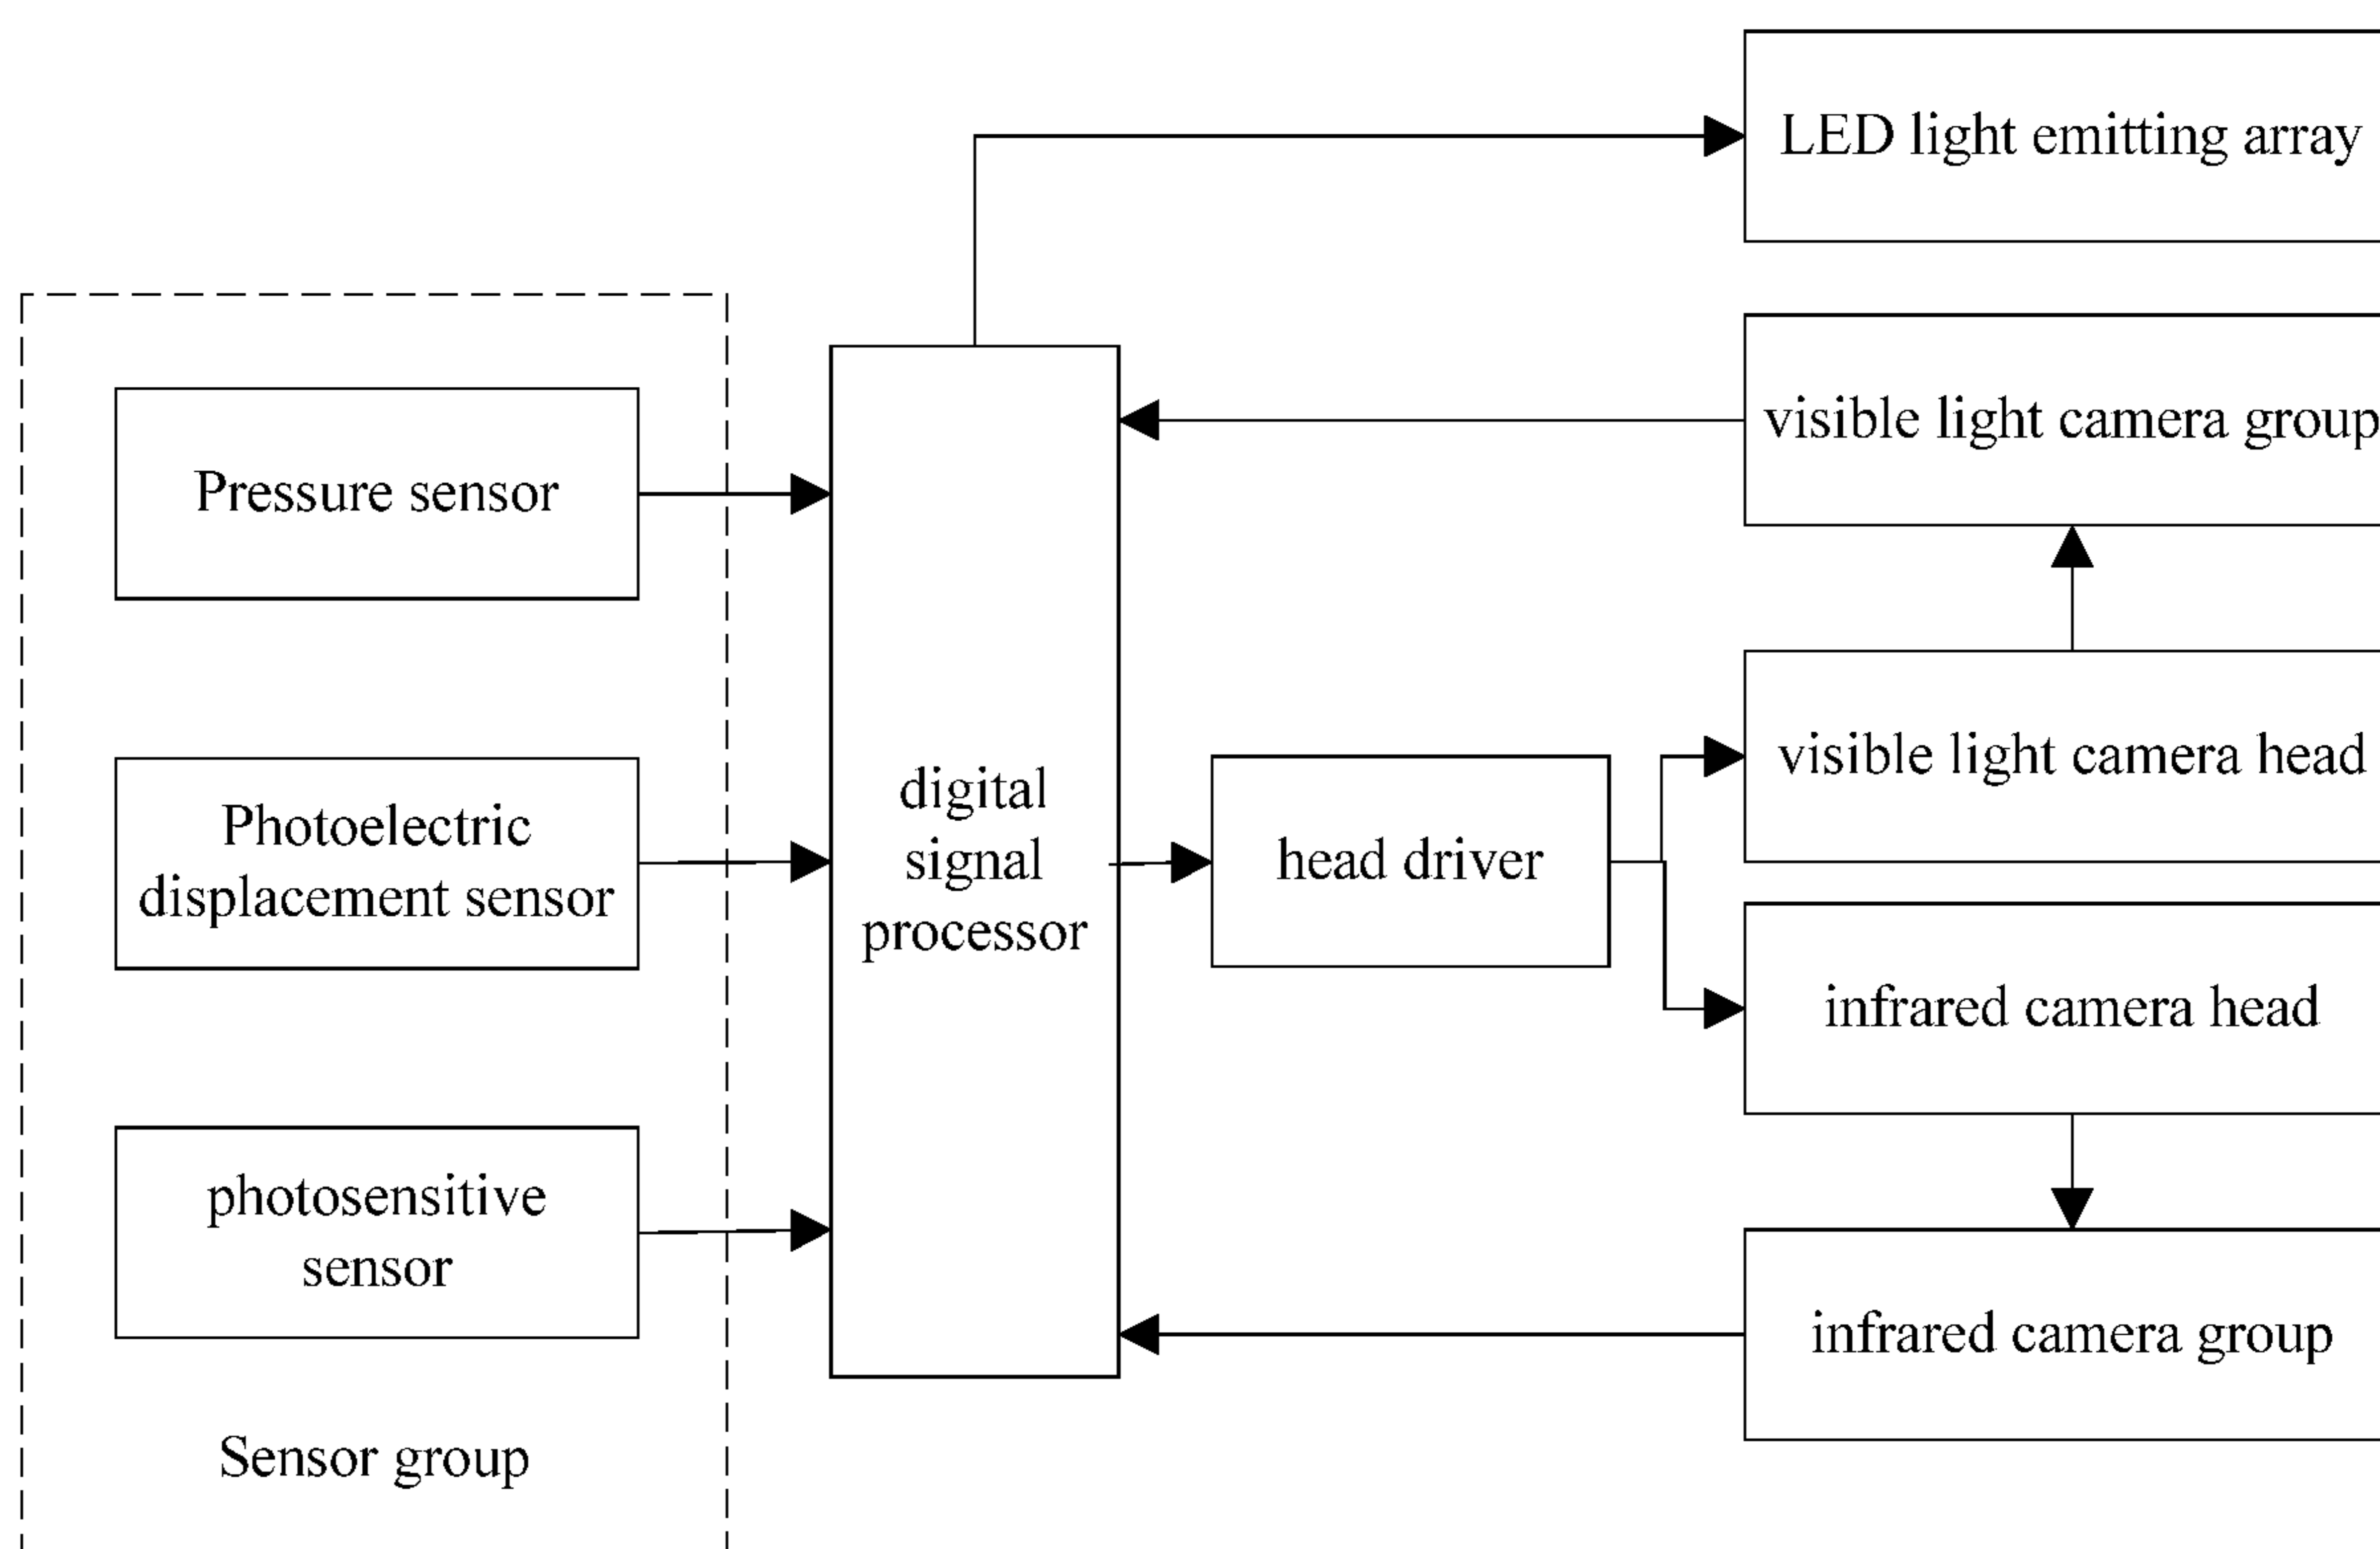 LED light emitting array
visible light camera group
Pressure sensor
digital
signal
processor
head driver
visible light camera head
Photoelectric
displacement sensor
infrared camera head
photosensitive
sensor
infrared camera group
Sensor group